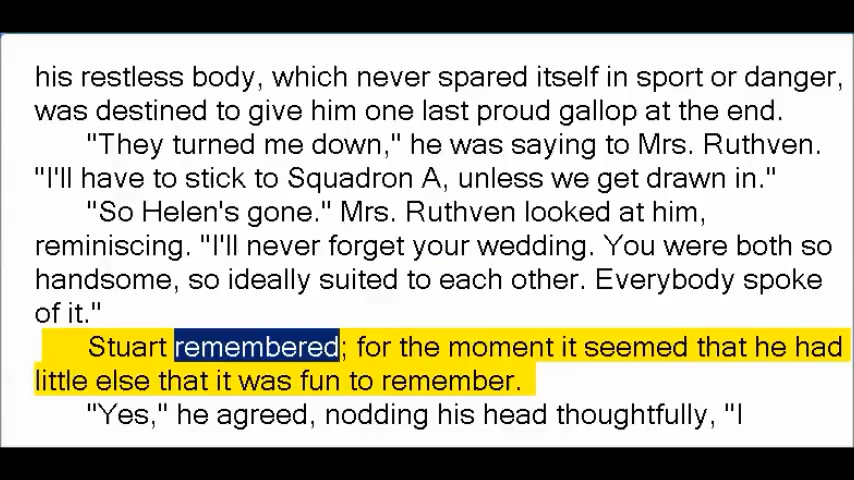 his restless body, which never spared itself in sport or danger,
was destined to give him one last proud gallop at the end.
"They turned me down," he was saying to Mrs. Ruthven.
"I'll have to stick to Squadron A, unless we get drawn in."
"So Helen's gone." Mrs. Ruthven looked at him,
reminiscing. "I'll never forget your wedding. You were both so
handsome, so ideally suited to each other. Everybody spoke
of it."
Stuart remembered; for the moment it seemed that he had
little else that it was fun to remember.
"Yes," he agreed, nodding his head thoughtfully, "I